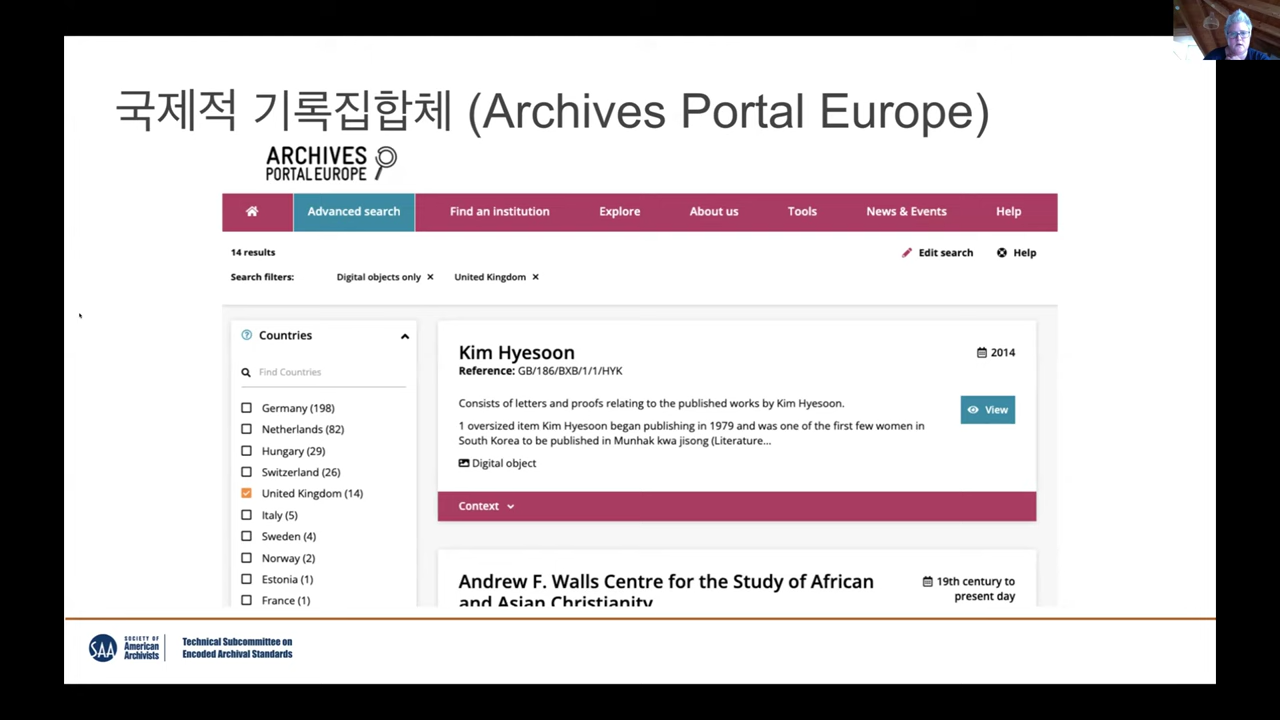 국제적 기록집합체 (Archives Portal Europe)
ARCHIVES
PORTAL EUROPE
Advanced search
Find an institution
Explore
About us
Tools
News & Events
Help
14 results
Edit search
Help
Search filters:
Digital objects only ×
United Kingdom ×
Countries
Find Countries
Germany (198)
Netherlands (82)
Hungary (29)
Switzerland (26)
United Kingdom (14)
Italy (5)
Sweden (4)
Norway (2)
Estonia (1)
France (1)
Kim Hyesoon
2014
Reference: GB/186/BXB/1/1/HYK
Consists of letters and proofs relating to the published works by Kim Hyesoon.
View
1 oversized item Kim Hyesoon began publishing in 1979 and was one of the first few women in
South Korea to be published in Munhak kwa jisong (Literature...
Digital object
Context
Andrew F. Walls Centre for the Study of African
and Asian Christianity
19th century to
present day
SAA
SOCIETY OF
American
Archivists
Technical Subcommittee on
Encoded Archival Standards